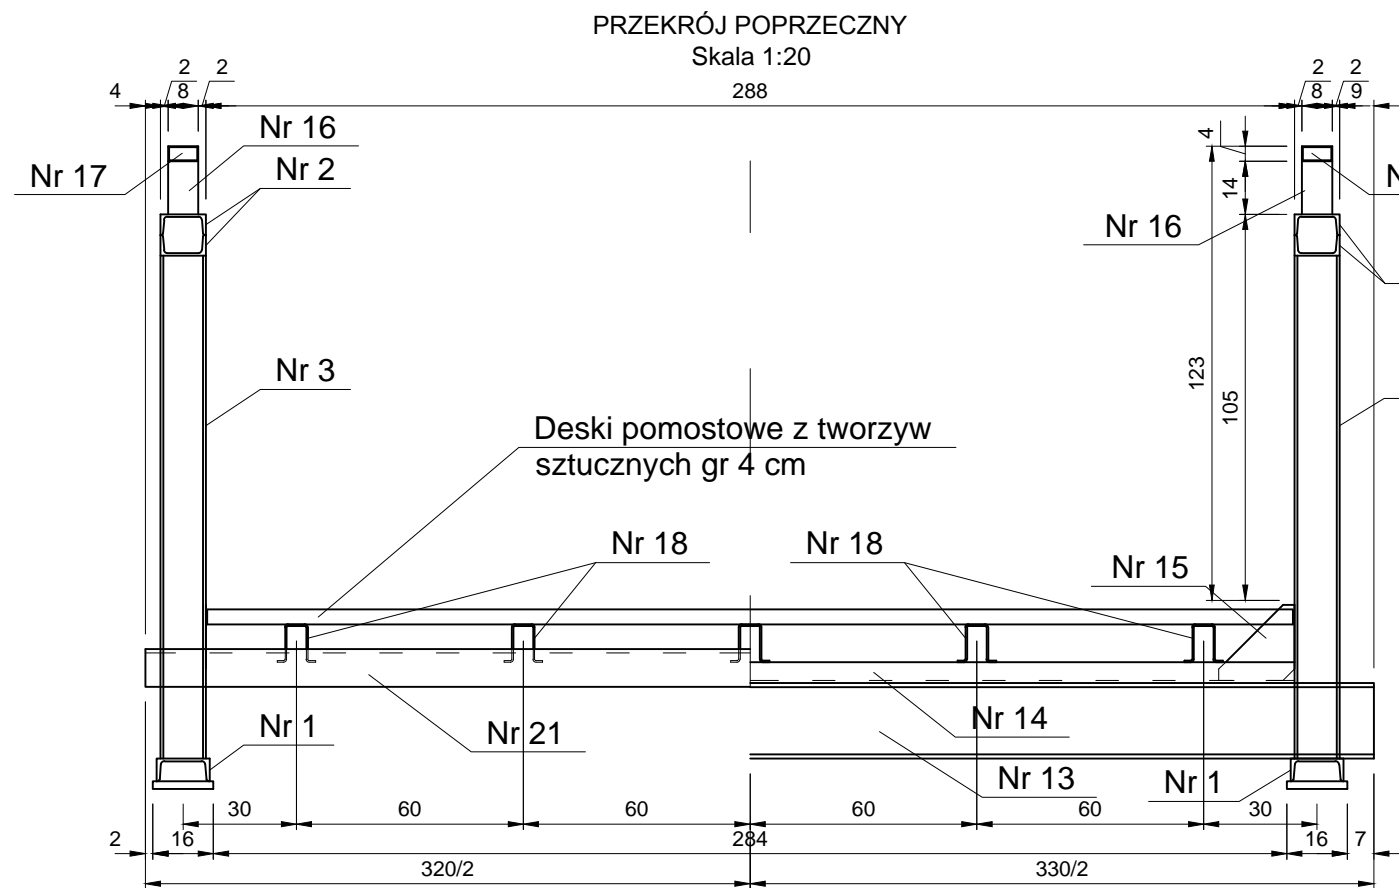 PRZEKRÓJ POPRZECZNY
Skala 1:20
2 2 2 2
4 8 288 8 9
Nr 16
Nr 17
Nr 2
4
14
N
Nr 16
Nr 3
123
105
Deski pomostowe z tworzyw
sztucznych gr 4 cm
Nr 18 Nr 18
Nr 15
Nr 1
Nr 21
Nr 14
Nr 13
Nr 1
30 60 60 60 60 30
2 16 284 16 7
320/2 330/2